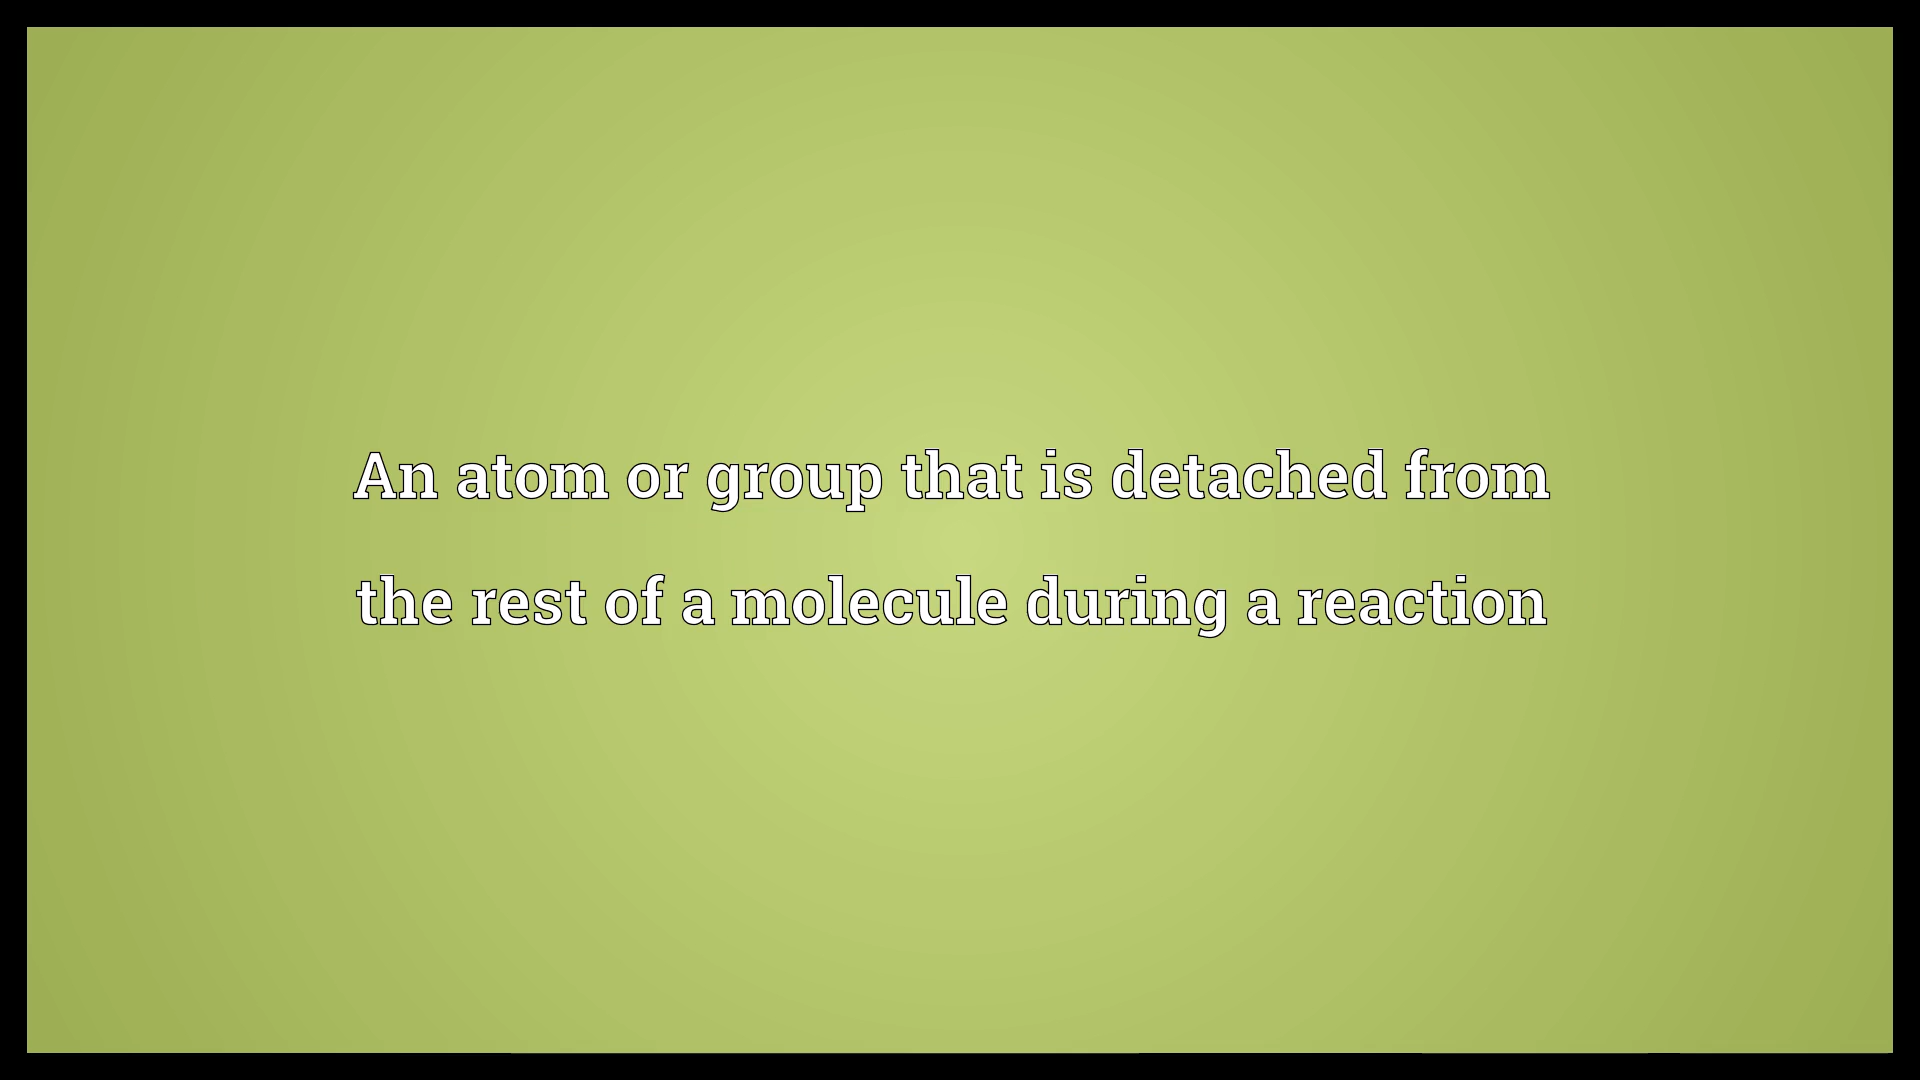 An atom or group that is detached from
the rest of a molecule during a reaction